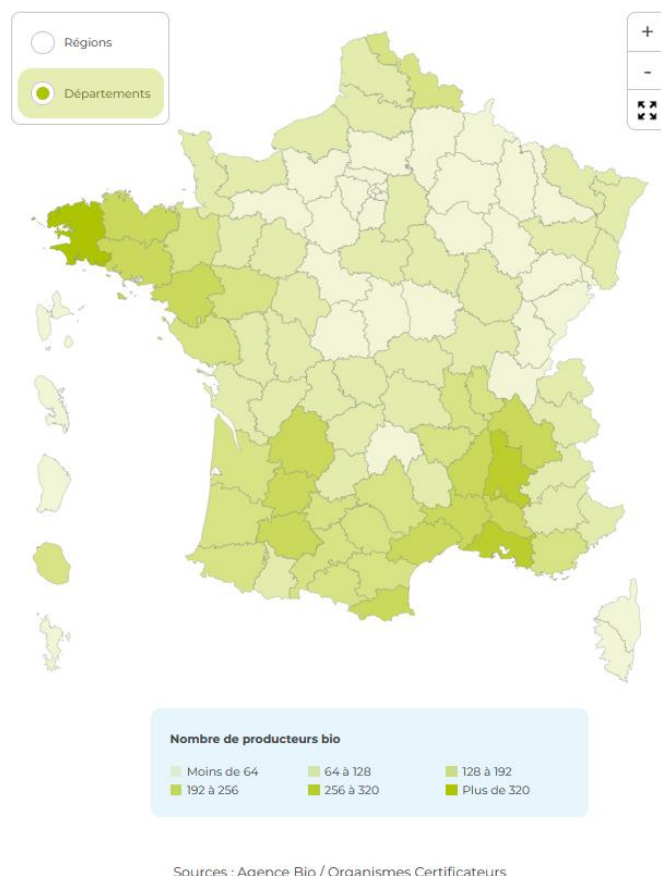 Régions
Départements
+
-
Nombre de producteurs bio
Moins de 64
64 à 128
128 à 192
192 à 256
256 à 320
Plus de 320
Sources : Agence Bio / Organismes Certificateurs